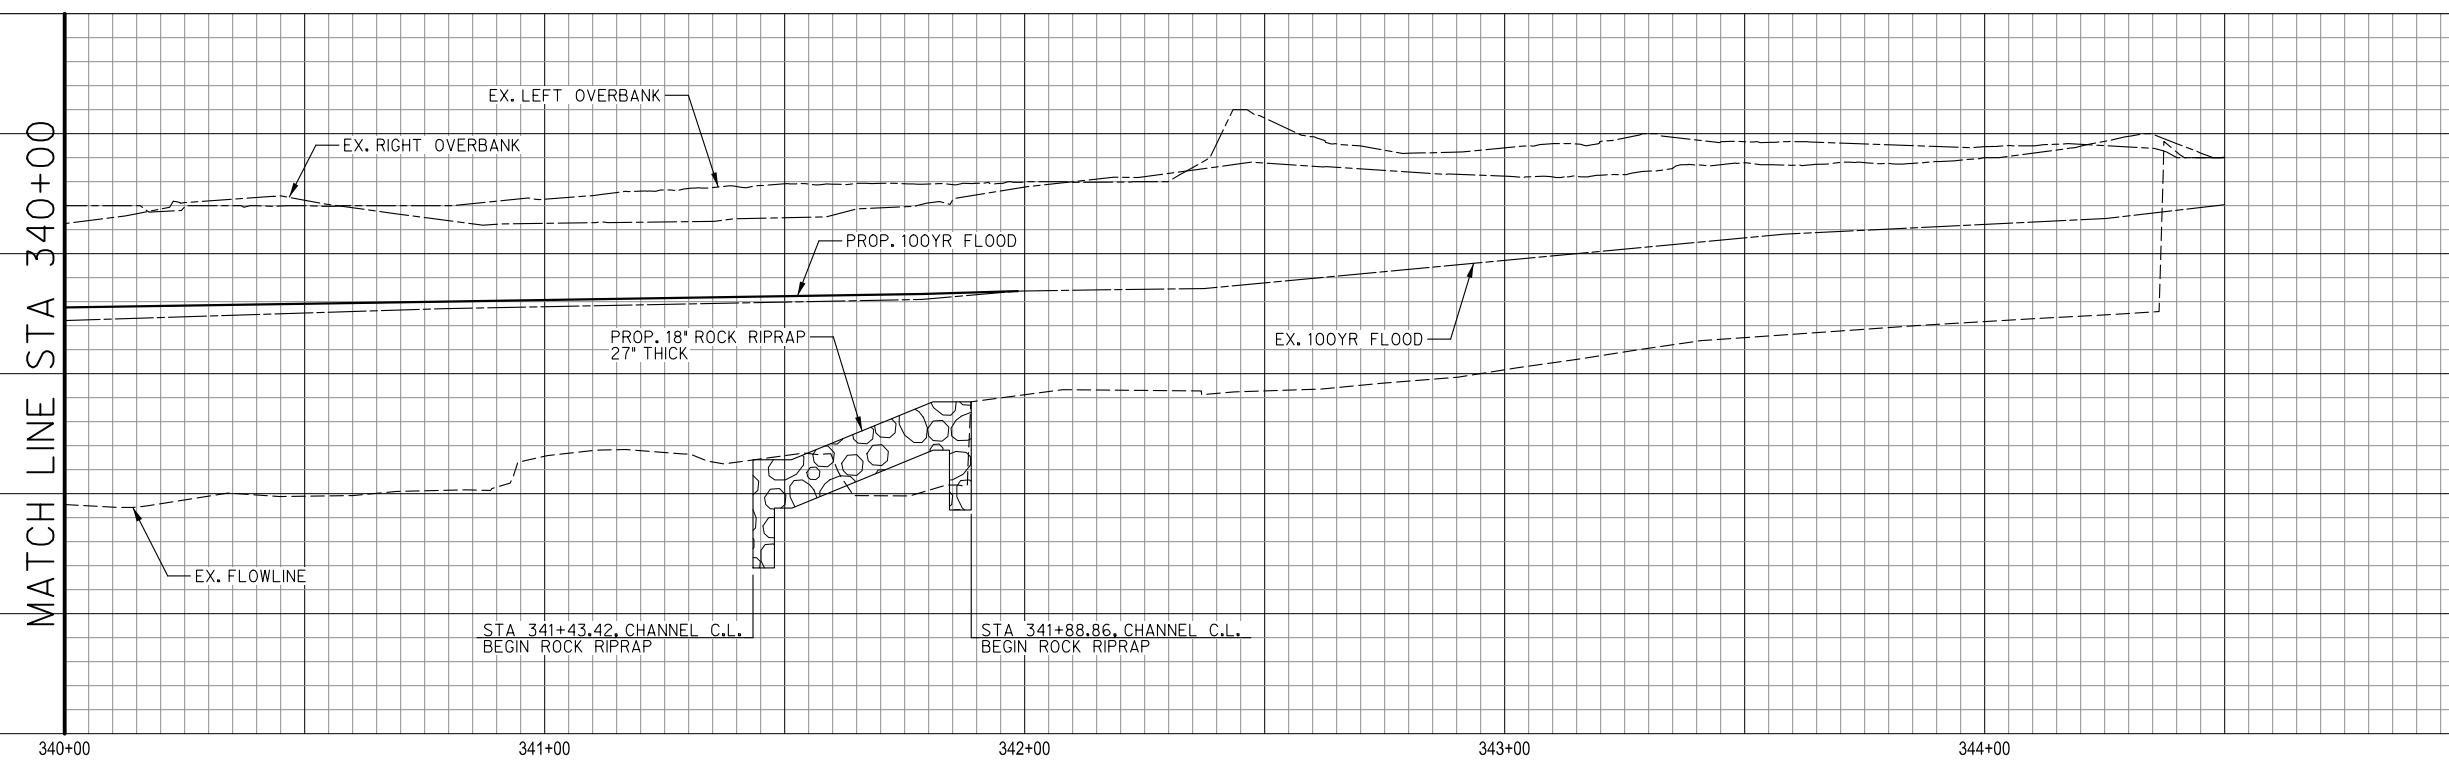 MATCH LINE STA 340+00
EX. LEFT OVERBANK
EX. RIGHT OVERBANK
PROP. 100YR FLOOD
PROP. 18" ROCK RIPRAP
27" THICK
EX. 100YR FLOOD
EX. FLOWLINE
STA 341+43.42, CHANNEL C.L.
BEGIN ROCK RIPRAP
STA 341+88.86, CHANNEL C.L.
BEGIN ROCK RIPRAP
340+00 341+00 342+00 343+00 344+00